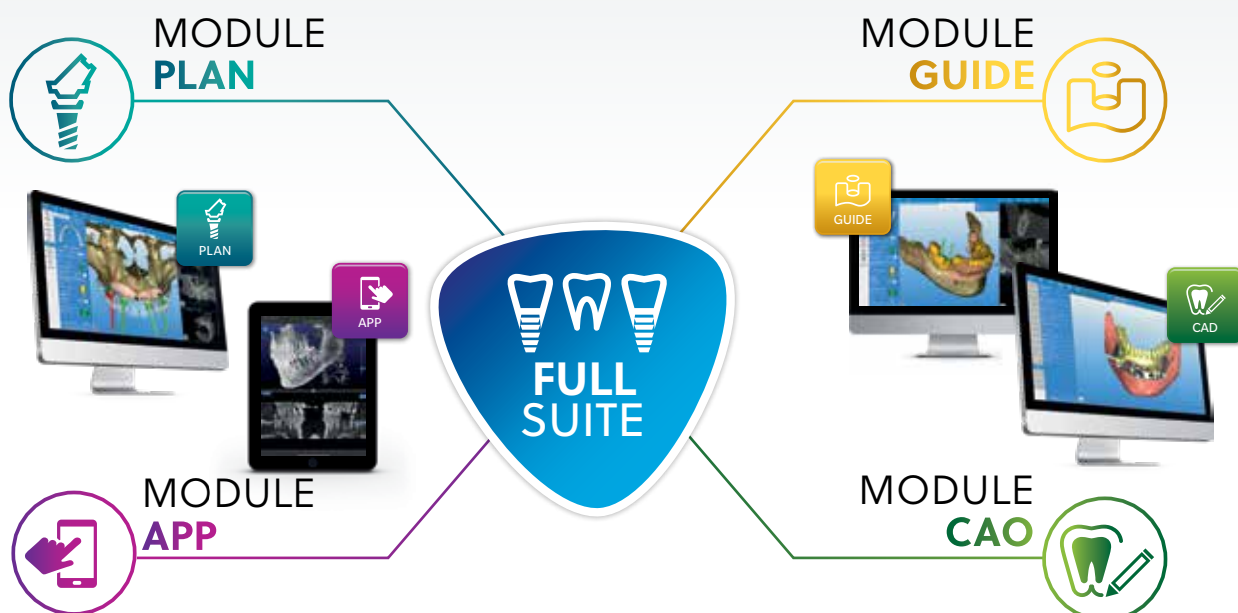 MODULE
PLAN
MODULE
GUIDE
PLAN
APP
GUIDE
CAD
FULL
SUITE
MODULE
APP
MODULE
CAO